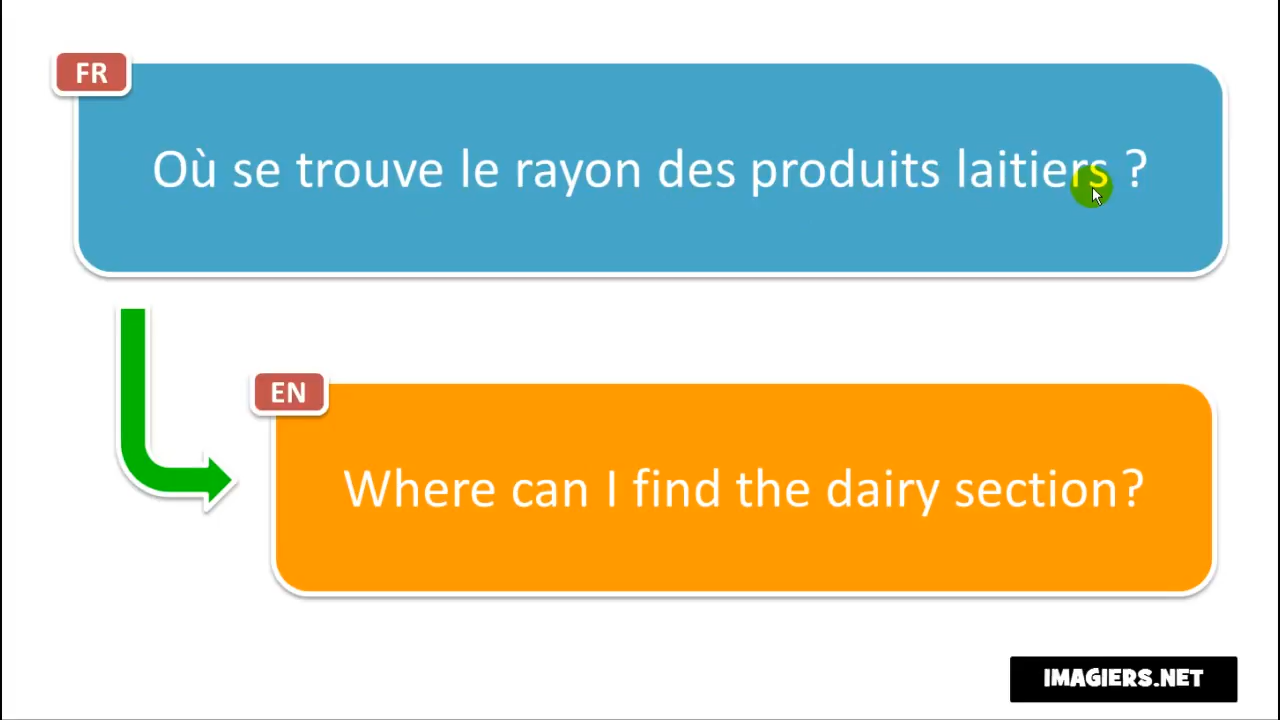 FR
Où se trouve le rayon des produits laitiers ?
EN
Where can I find the dairy section?
IMAGIERS.NET